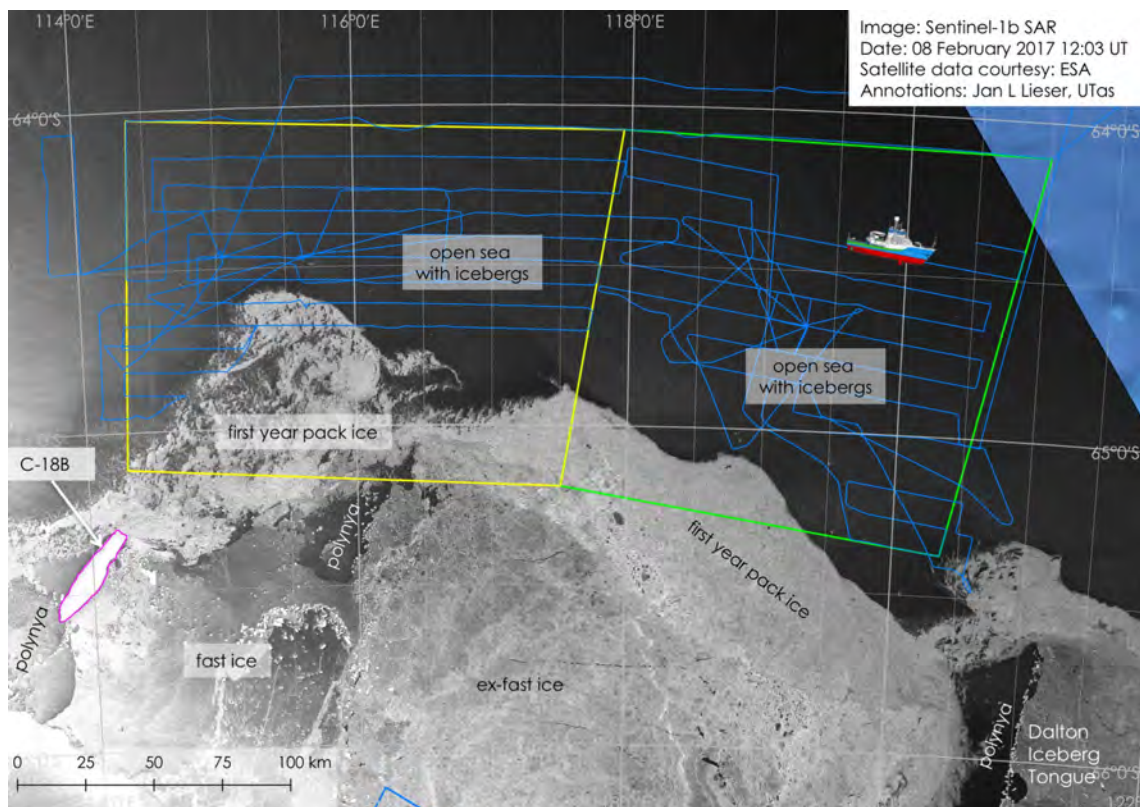 114°0'E
116°0'E
118°0'E
Image: Sentinel-1b SAR
Date: 08 February 2017 12:03 UT
Satellite data courtesy: ESA
Annotations: Jan L Lieser, UTas
64°0'S
64°0'S
open sea
with icebergs
open sea
with icebergs
first year pack ice
C-18B
65°0'S
polynya
first year pack ice
polynya
fast ice
ex-fast ice
polynya
Dalton
Iceberg
Tongue
66°0'S
0 25 50 75 100 km